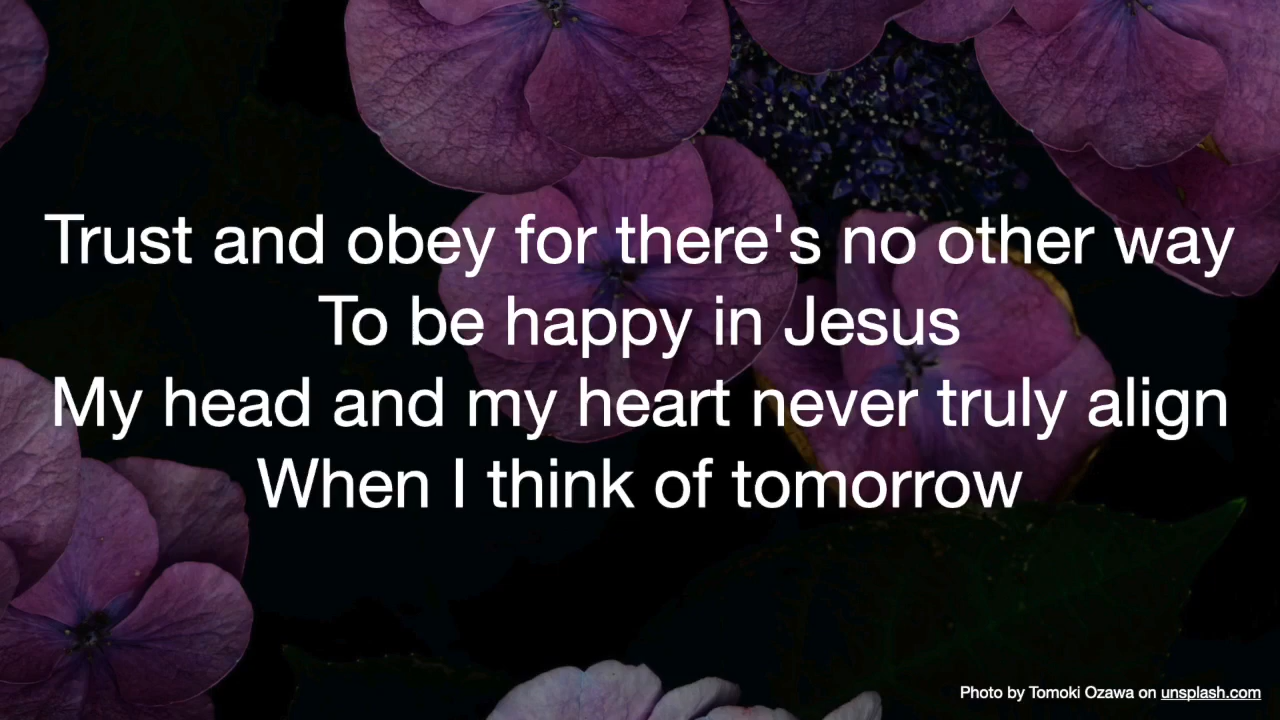 Trust and obey for there's no other way
To be happy in Jesus
My head and my heart never truly align
When I think of tomorrow
Photo by Tomoki Ozawa on unsplash.com